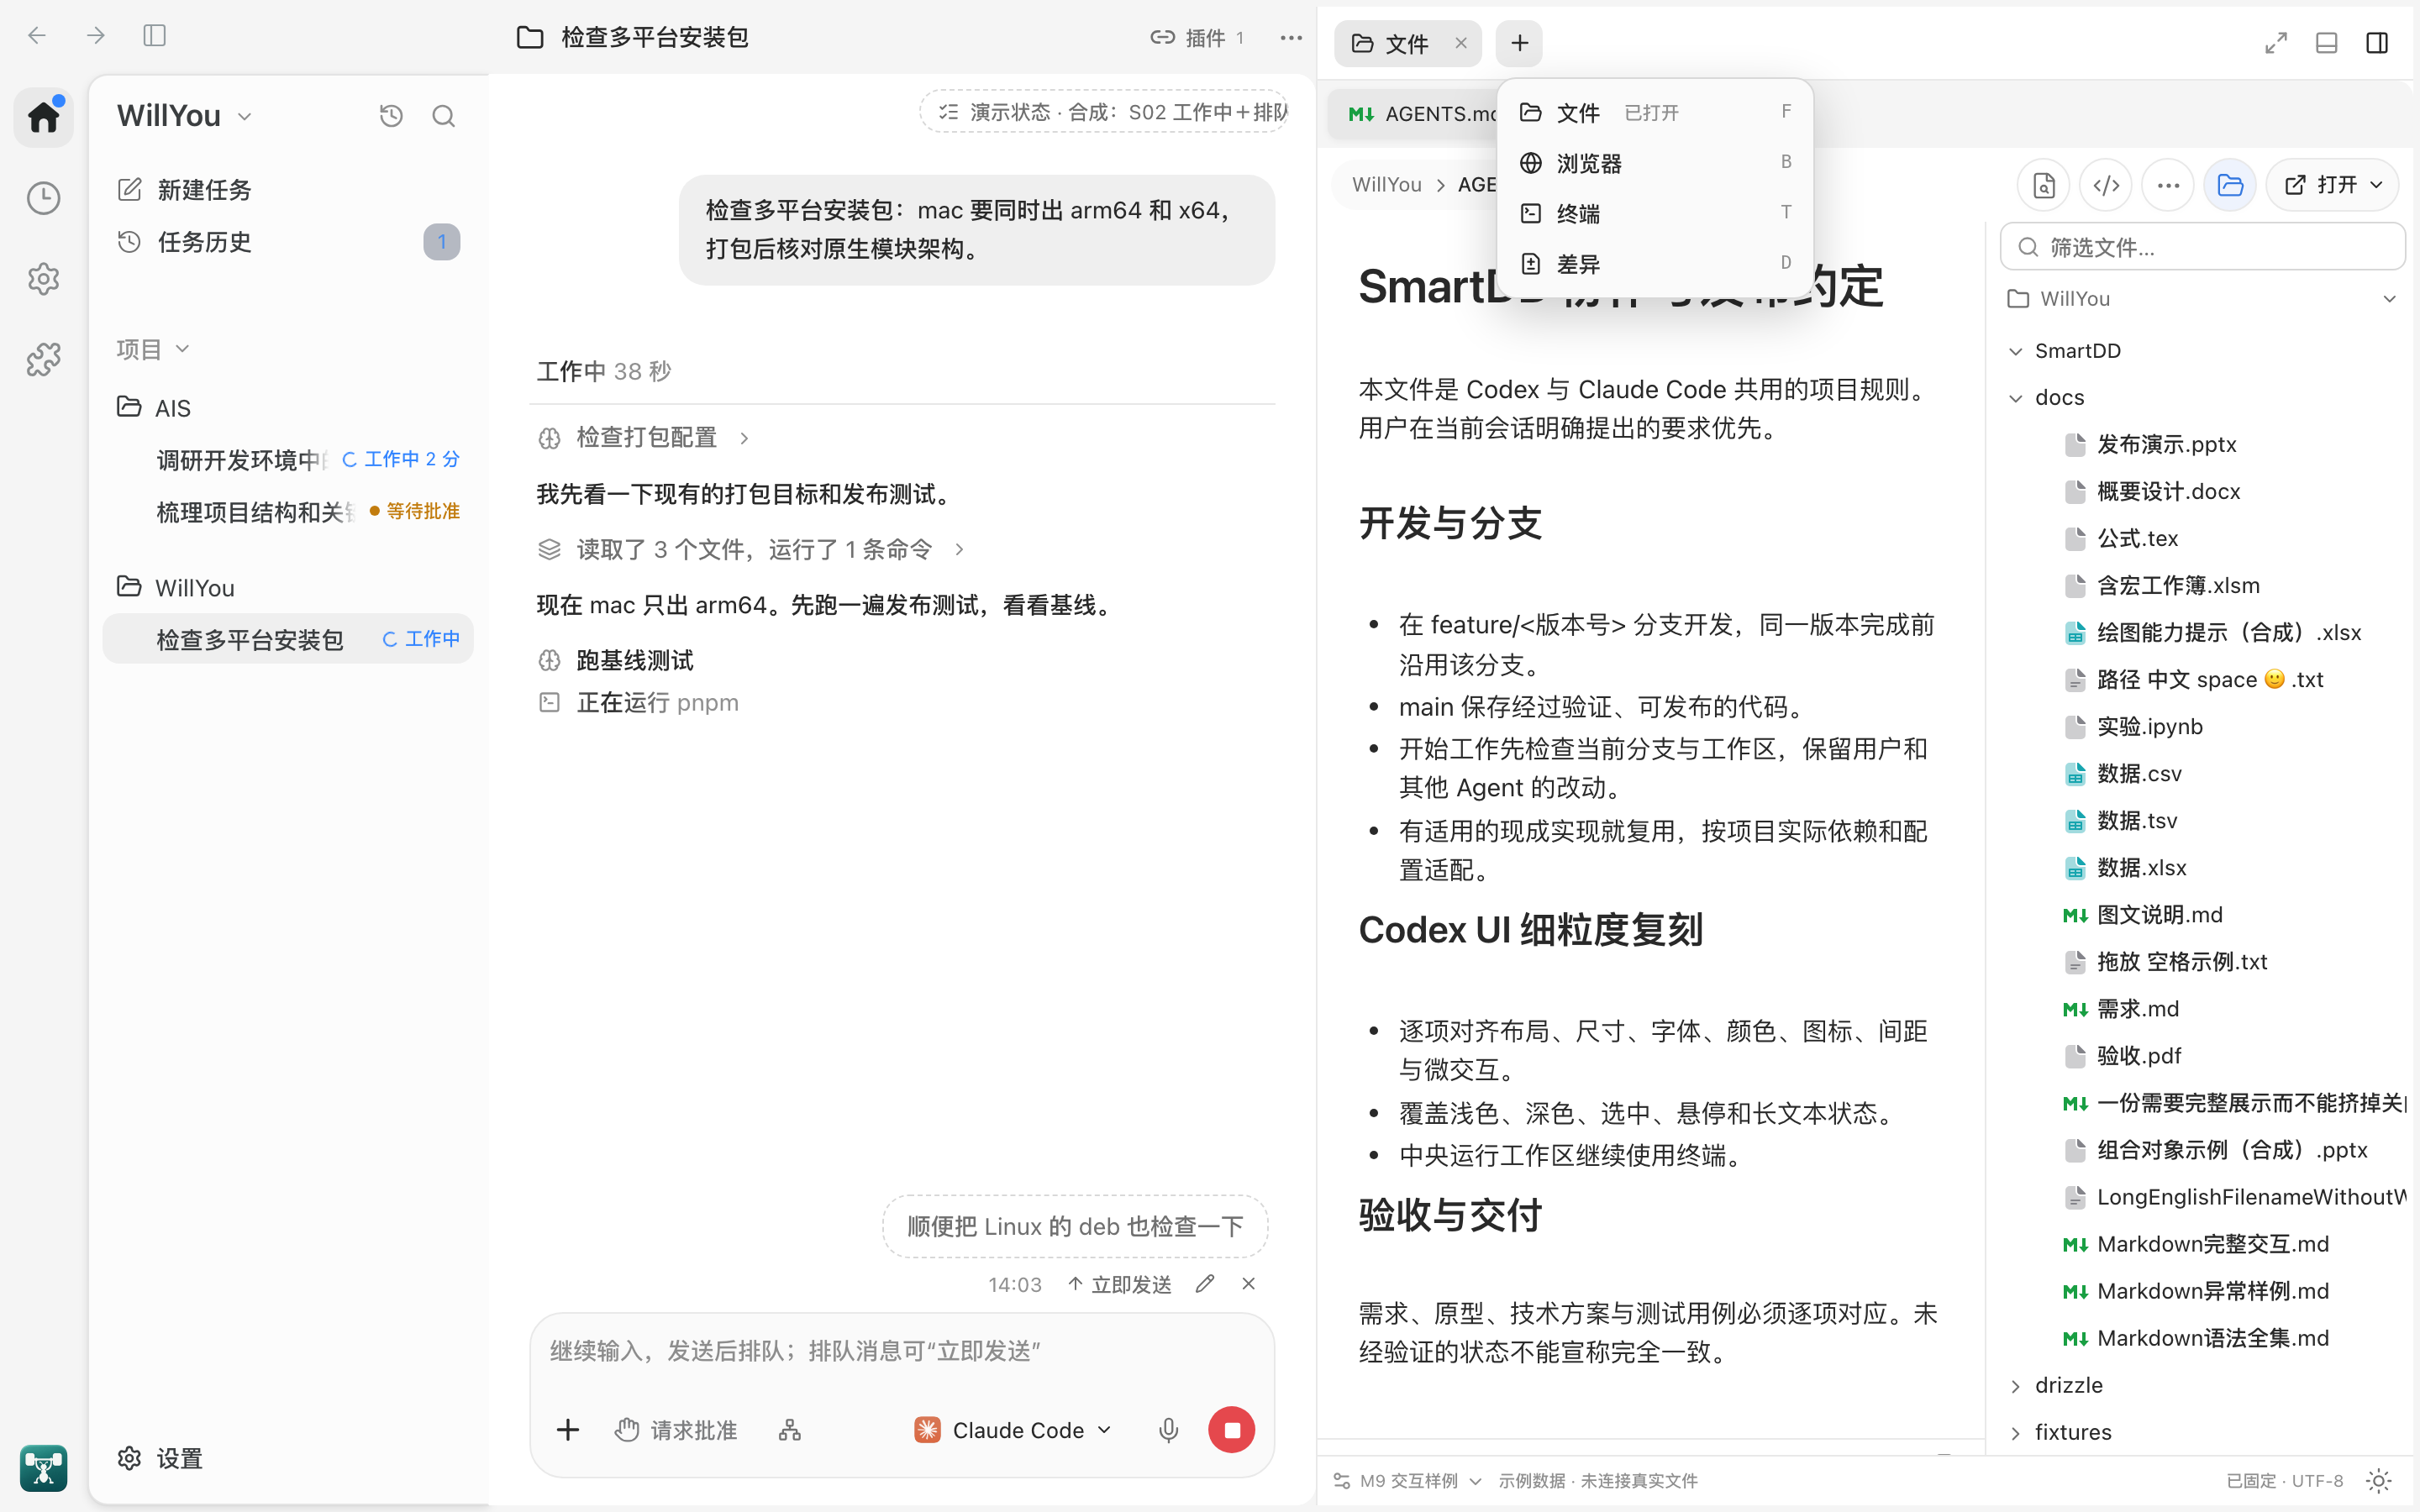 检查多平台安装包
插件 1
文件
WillYou
新建任务
任务历史
1
项目
AIS
调研开发环境中
工作中 2 分
梳理项目结构和关
等待批准
WillYou
检查多平台安装包
工作中
设置
演示状态 · 合成：S02 工作中＋排队
检查多平台安装包：mac 要同时出 arm64 和 x64，
打包后核对原生模块架构。
工作中 38 秒
检查打包配置
我先看一下现有的打包目标和发布测试。
读取了 3 个文件，运行了 1 条命令
现在 mac 只出 arm64。先跑一遍发布测试，看看基线。
跑基线测试
正在运行 pnpm
顺便把 Linux 的 deb 也检查一下
14:03
立即发送
继续输入，发送后排队；排队消息可“立即发送”
请求批准
Claude Code
AGENTS.md
文件 已打开 F
浏览器 B
终端 T
差异 D
WillYou
打开
本文件是 Codex 与 Claude Code 共用的项目规则。
用户在当前会话明确提出的要求优先。
开发与分支
在 feature/<版本号> 分支开发，同一版本完成前
沿用该分支。
main 保存经过验证、可发布的代码。
开始工作先检查当前分支与工作区，保留用户和
其他 Agent 的改动。
有适用的现成实现就复用，按项目实际依赖和配
置适配。
Codex UI 细粒度复刻
逐项对齐布局、尺寸、字体、颜色、图标、间距
与微交互。
覆盖浅色、深色、选中、悬停和长文本状态。
中央运行工作区继续使用终端。
验收与交付
需求、原型、技术方案与测试用例必须逐项对应。未
经验证的状态不能宣称完全一致。
筛选文件...
WillYou
SmartDD
docs
发布演示.pptx
概要设计.docx
公式.tex
含宏工作簿.xlsm
绘图能力提示（合成）.xlsx
路径 中文 space 🙂 .txt
实验.ipynb
数据.csv
数据.tsv
数据.xlsx
图文说明.md
拖放 空格示例.txt
需求.md
验收.pdf
一份需要完整展示而不能挤掉关
组合对象示例（合成）.pptx
LongEnglishFilenameWithoutW
Markdown完整交互.md
Markdown异常样例.md
Markdown语法全集.md
drizzle
fixtures
M9 交互样例
示例数据 · 未连接真实文件
已固定 · UTF-8